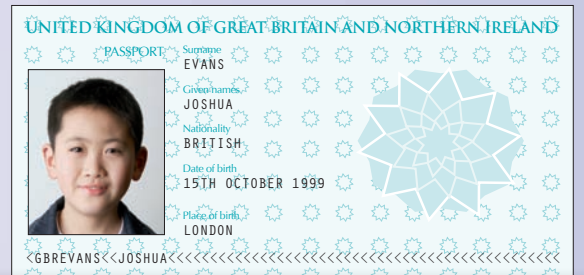 UNITED KINGDOM OF GREAT BRITAIN AND NORTHERN IRELAND
PASSPORT
Surname
EVANS
Given names
JOSHUA
Nationality
BRITISH
Date of birth
15TH OCTOBER 1999
Place of birth
LONDON
<GBREVANS<<JOSHUA<<<<<<<<<<<<<<<<<<<<<<<<<<<<<<<<<<<<<<<<<<